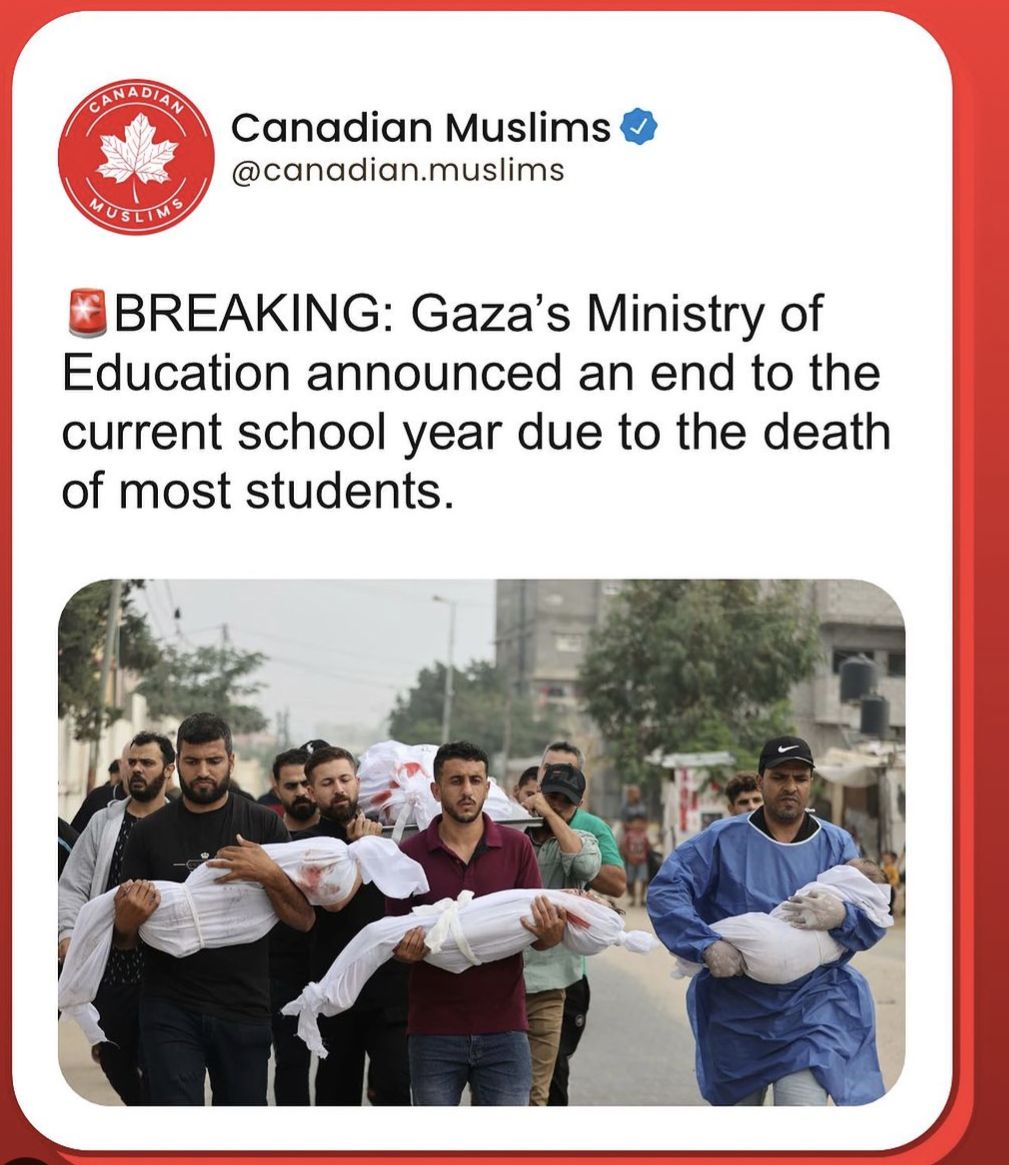 CANADIAN
MUSLIMS
Canadian Muslims
@canadian.muslims
🚨BREAKING: Gaza’s Ministry of
Education announced an end to the
current school year due to the death
of most students.